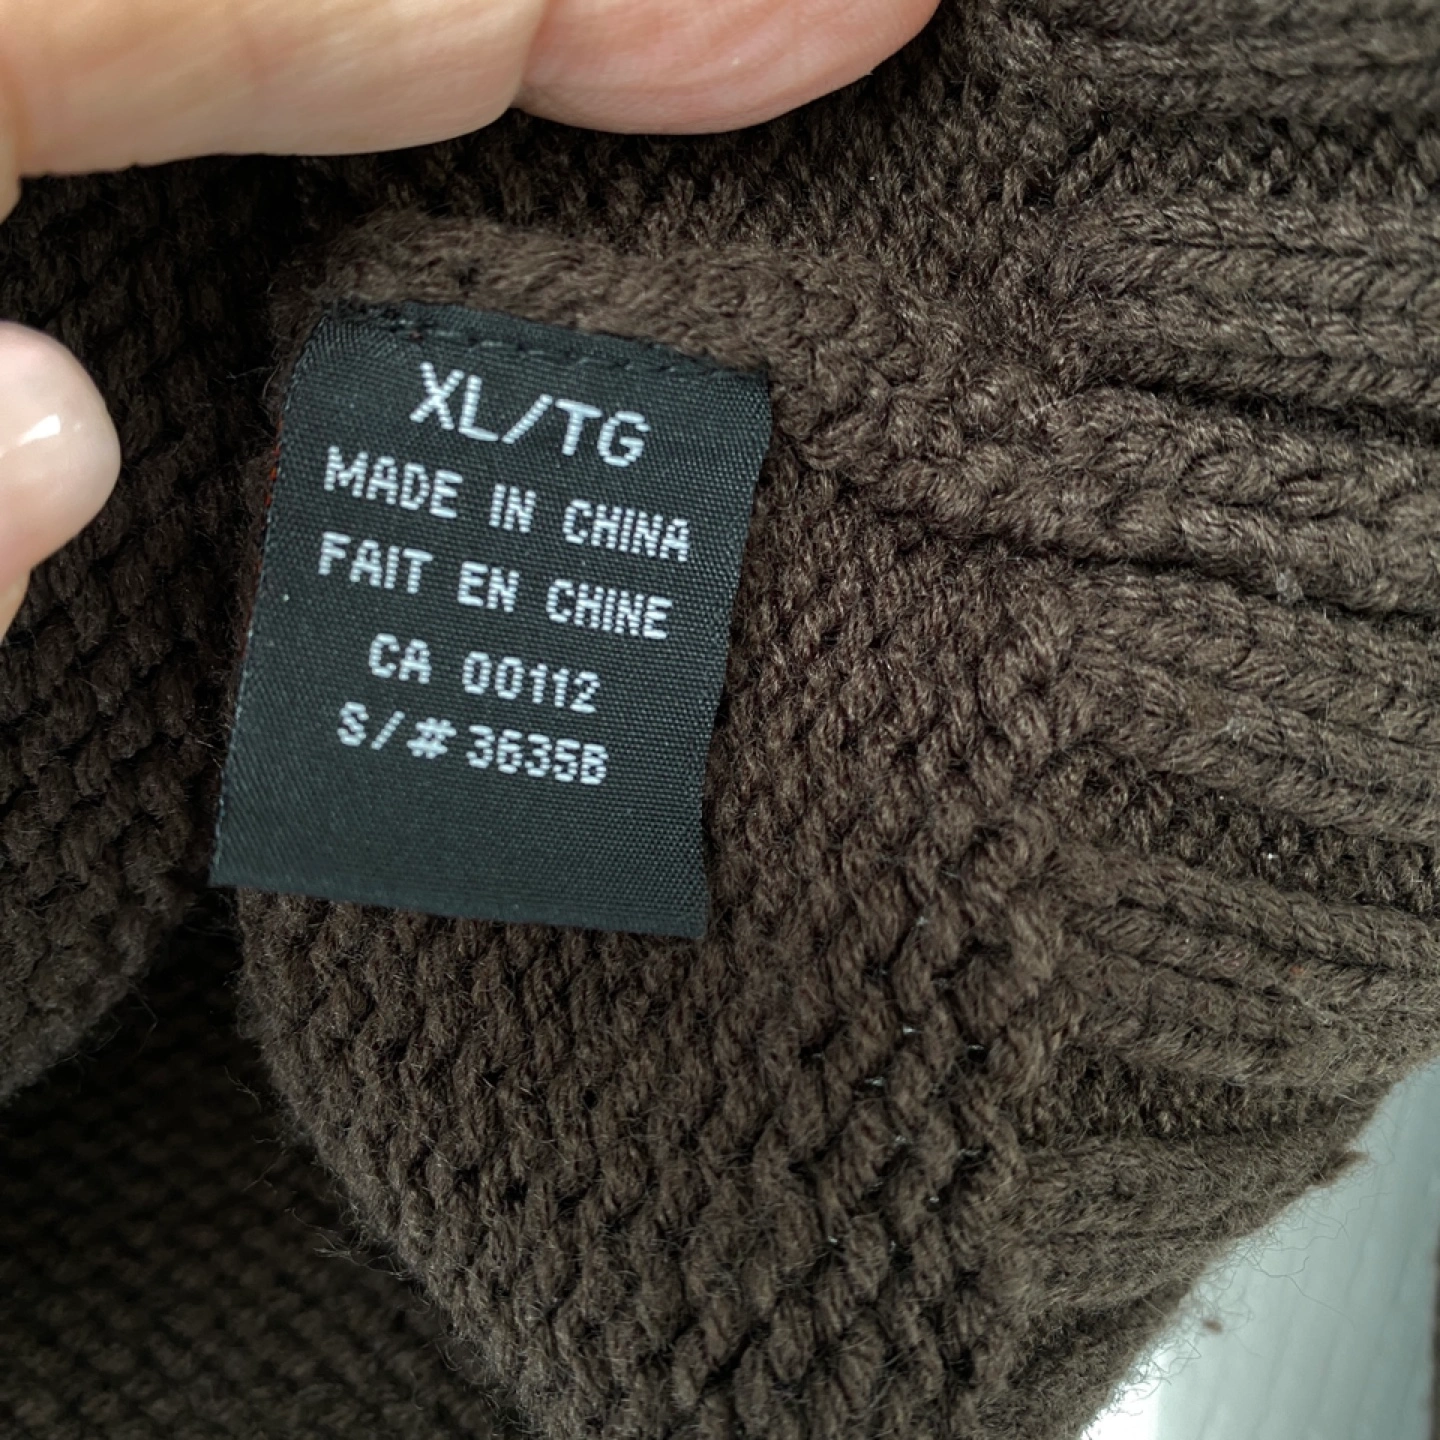 XL/TG
MADE IN CHINA
FAIT EN CHINE
CA 00112
S/# 3635B